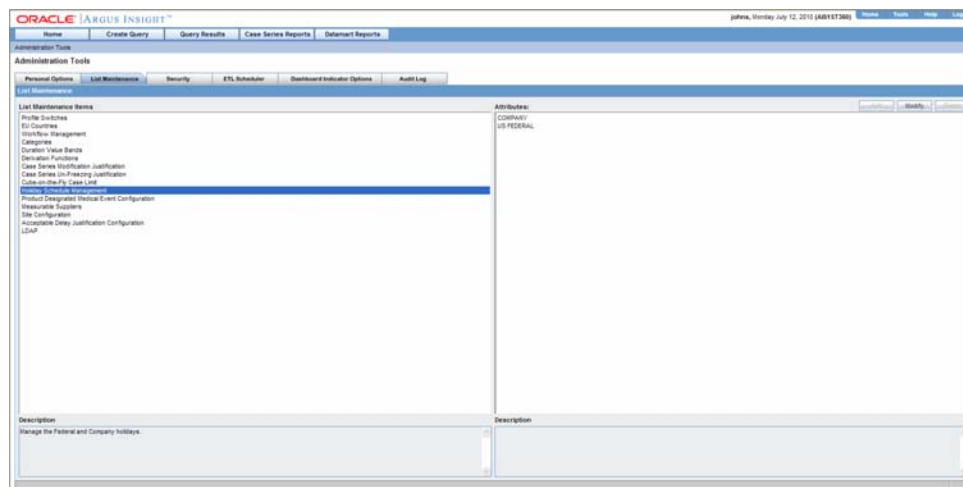 ORACLE ARGUS INSIGHT™
johns, Monday July 12, 2010 (AI81ST360)
Home Tools Help
Home Create Query Query Results Case Series Reports Datamart Reports
Administration Tools
Administration Tools
Personal Options List Maintenance Security ETL Scheduler Dashboard Indicator Options Audit Log
List Maintenance
List Maintenance Items
Profile Switches
EU Countries
Workflow Management
Categories
Duration Value Bands
Derivation Functions
Case Series Modification Justification
Case Series Un-Freezing Justification
Cube-on-the-Fly Case Limit
Holiday Schedule Management
Product Designated Medical Event Configuration
Measurable Suppliers
Site Configuration
Acceptable Delay Justification Configuration
LDAP
Attributes:
Modify
COMPANY
US FEDERAL
Description
Manage the Federal and Company holidays.
Description